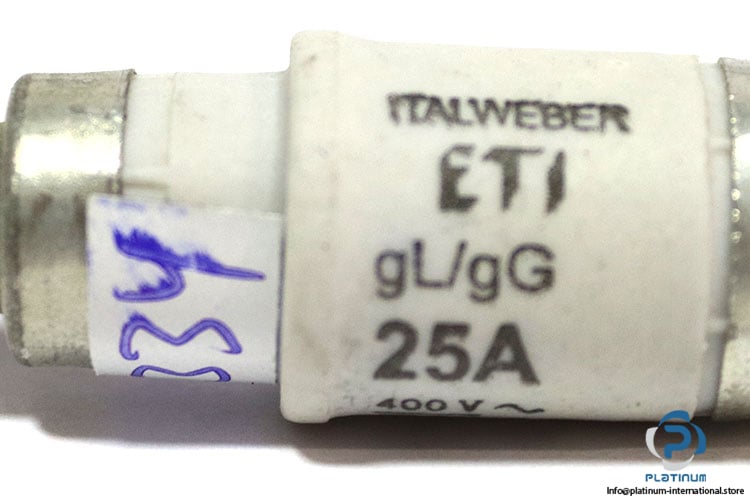 ITALWEBER
ETI
gL/gG
25A
400 V ~
PLATINUM
Info@platinum-international.store